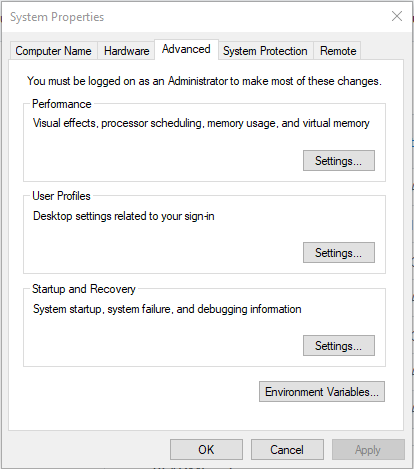 System Properties
Computer Name Hardware Advanced System Protection Remote
You must be logged on as an Administrator to make most of these changes.
Performance
Visual effects, processor scheduling, memory usage, and virtual memory
Settings...
User Profiles
Desktop settings related to your sign-in
Settings...
Startup and Recovery
System startup, system failure, and debugging information
Settings...
Environment Variables...
OK Cancel Apply